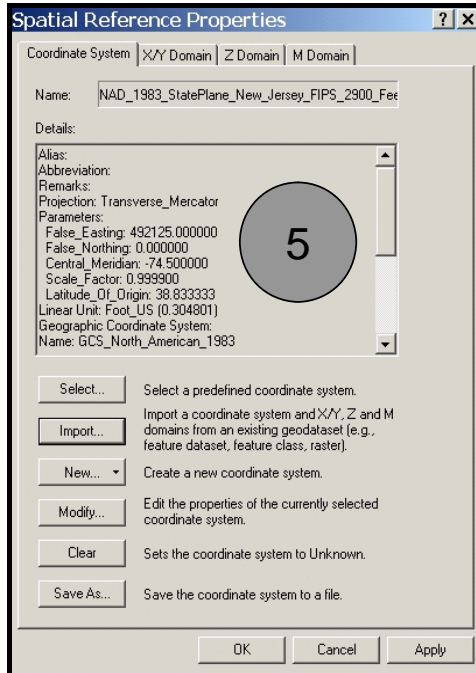 Spatial Reference Properties
Coordinate System X/Y Domain Z Domain M Domain
Name: NAD_1983_StatePlane_New_Jersey_FIPS_2900_Fee
Details:
Alias:
Abbreviation:
Remarks:
Projection: Transverse_Mercator
Parameters:
False_Easting: 492125.000000
False_Northing: 0.000000
Central_Meridian: -74.500000
Scale_Factor: 0.999900
Latitude_Of_Origin: 38.833333
Linear Unit: Foot_US (0.304801)
Geographic Coordinate System:
Name: GCS_North_American_1983
5
Select... Select a predefined coordinate system.
Import... Import a coordinate system and X/Y, Z and M
domains from an existing geodataset (e.g.,
feature dataset, feature class, raster).
New... Create a new coordinate system.
Modify... Edit the properties of the currently selected
coordinate system.
Clear Sets the coordinate system to Unknown.
Save As... Save the coordinate system to a file.
OK Cancel Apply